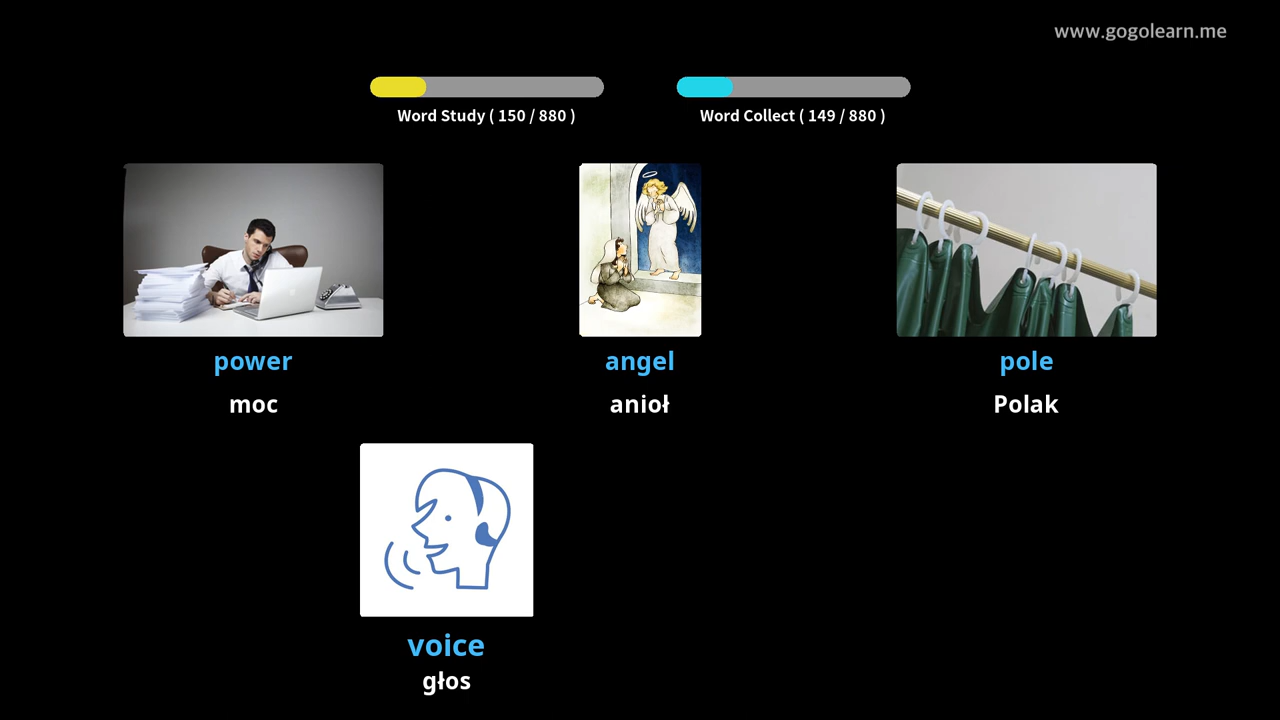 www.gogolearn.me
Word Study ( 150 / 880 )
Word Collect ( 149 / 880 )
power
moc
angel
anioł
pole
Polak
voice
głos